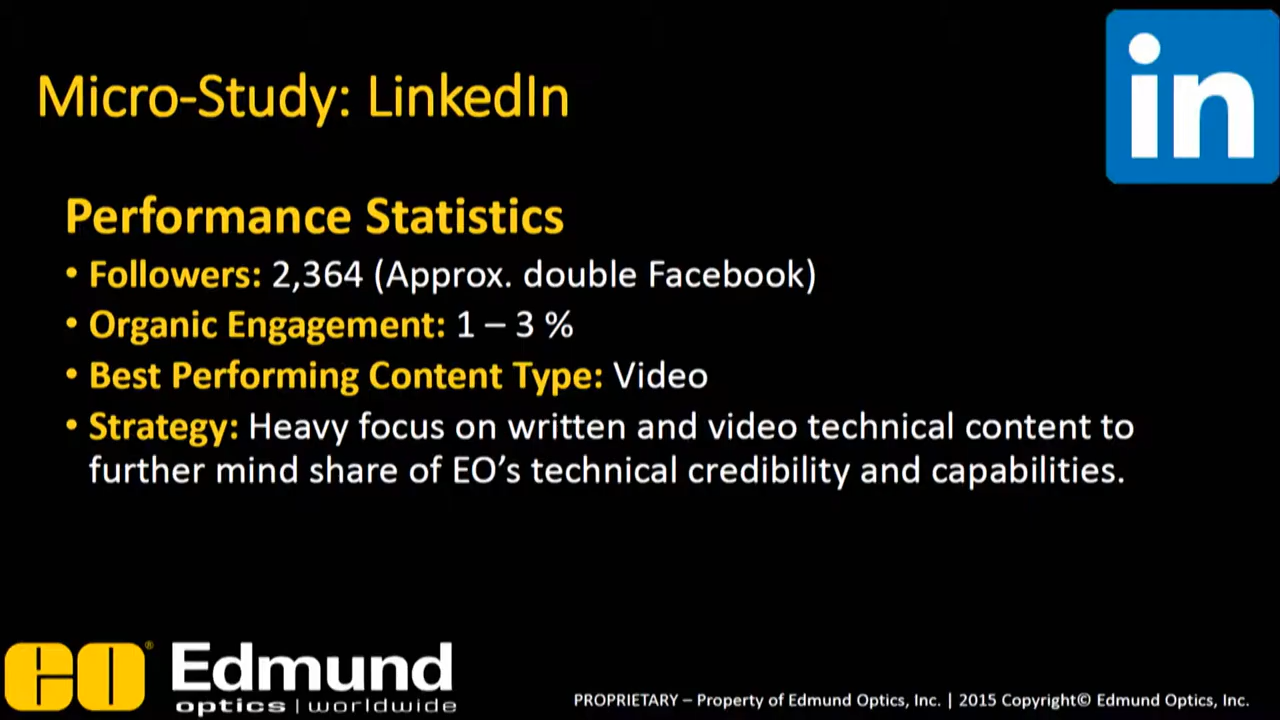 in
Micro-Study: LinkedIn
Performance Statistics
• Followers: 2,364 (Approx. double Facebook)
• Organic Engagement: 1 – 3 %
• Best Performing Content Type: Video
• Strategy: Heavy focus on written and video technical content to
further mind share of EO’s technical credibility and capabilities.
EO®
Edmund
optics | worldwide
PROPRIETARY – Property of Edmund Optics, Inc. | 2015 Copyright© Edmund Optics, Inc.